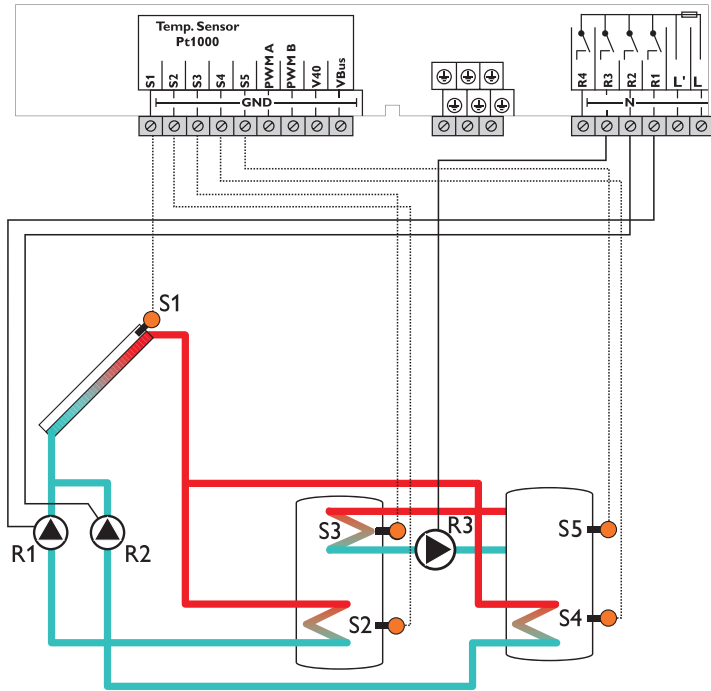 Temp. Sensor
Pt1000
S1
S2
S3
S4
S5
PWM A
PWM B
V40
VBus
GND
R4
R3
R2
R1
L'
L
N
S1
R1
R2
S3
S2
R3
S5
S4